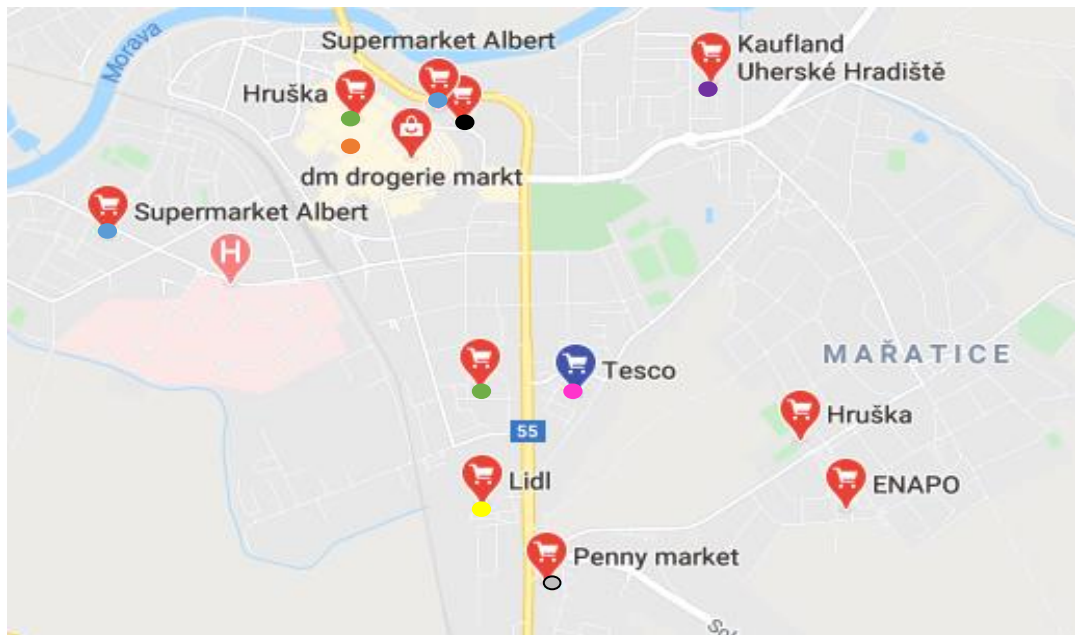 Morava
Supermarket Albert
Kaufland
Uherské Hradiště
Hruška
dm drogerie markt
Supermarket Albert
H
MAŘATICE
Tesco
Hruška
55
Lidl
ENAPO
Penny market